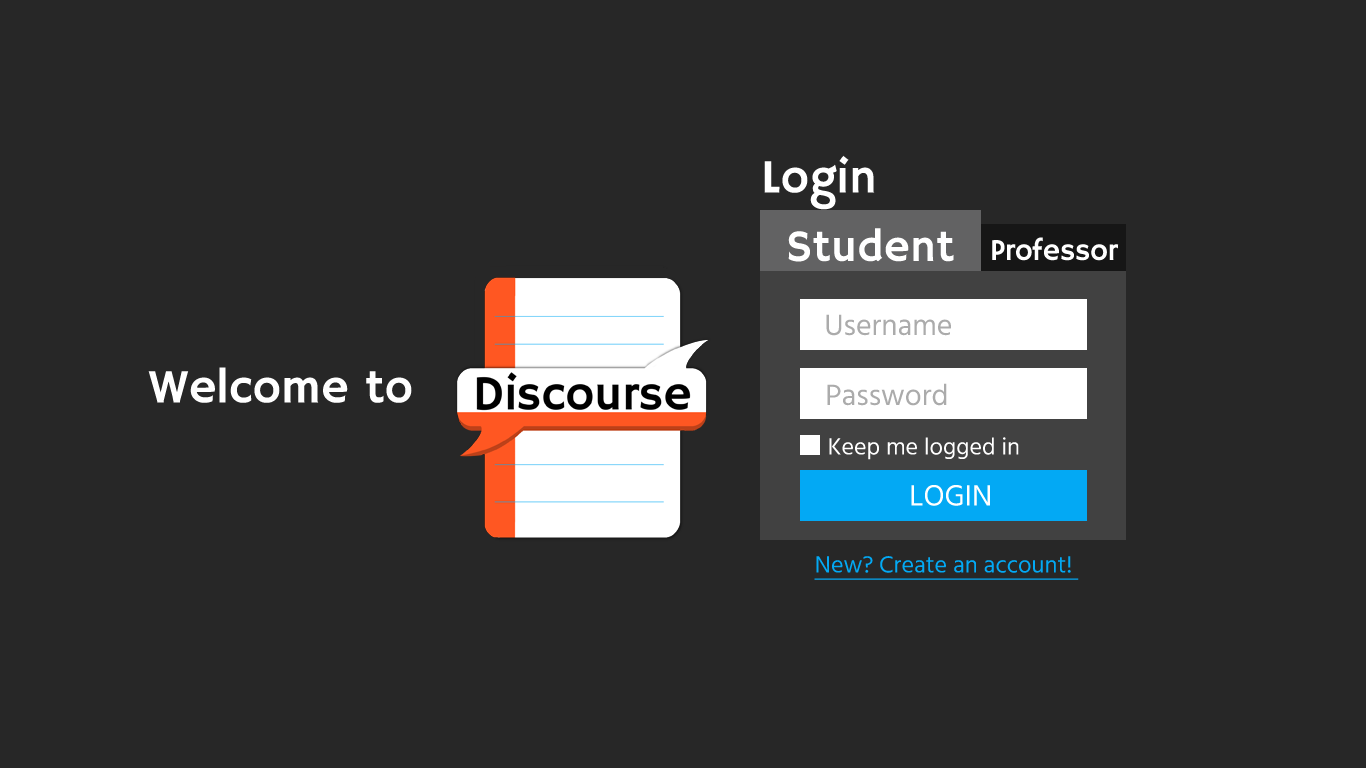 Welcome to
Discourse
Login
Student
Professor
Username
Password
Keep me logged in
LOGIN
New? Create an account!